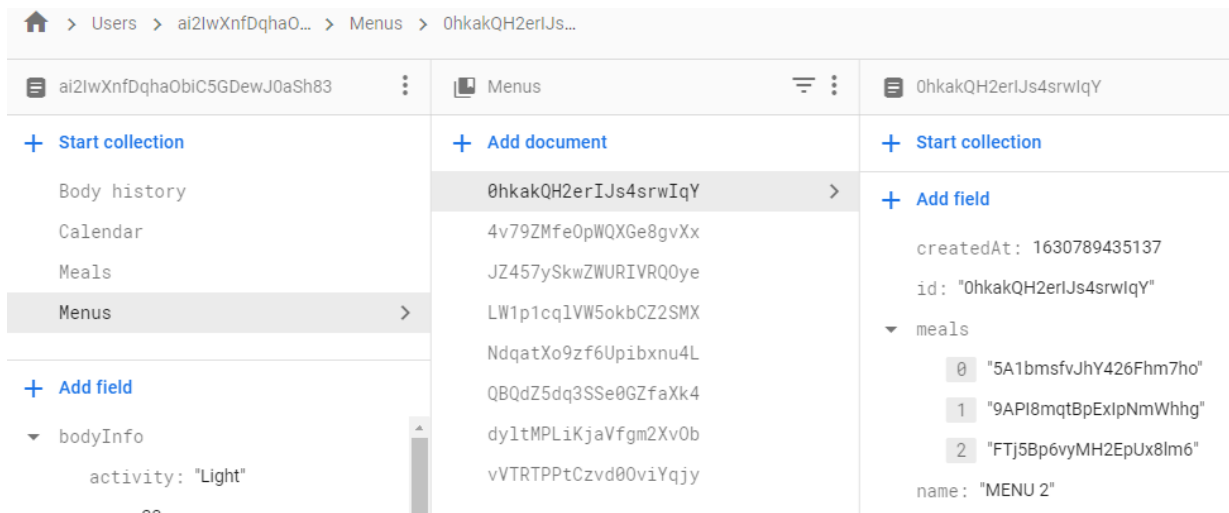 Users > ai2IwXnfDqhaO... > Menus > 0hkakQH2erIJs...
ai2IwXnfDqhaObiC5GDewJ0aSh83
Start collection
Body history
Calendar
Meals
Menus
Add field
bodyInfo
activity: "Light"
Menus
Add document
0hkakQH2erIJs4srwIqY
4v79ZMfeOpWQXGe8gvXx
JZ457ySkwZWURIVRQOye
LW1p1cqlVW5okbCZ2SMX
NdqatXo9zf6Upibxnu4L
QBQdZ5dq3SSe0GZfaXk4
dyltMPLiKjaVfgm2XvOb
vVTRTPPtCzvd0OviYqjy
0hkakQH2erIJs4srwIqY
Start collection
Add field
createdAt: 1630789435137
id: "0hkakQH2erIJs4srwIqY"
meals
0 "5A1bmsfvJhY426Fhm7ho"
1 "9API8mqtBpExIpNmWhhg"
2 "FTj5Bp6vyMH2EpUx8lm6"
name: "MENU 2"